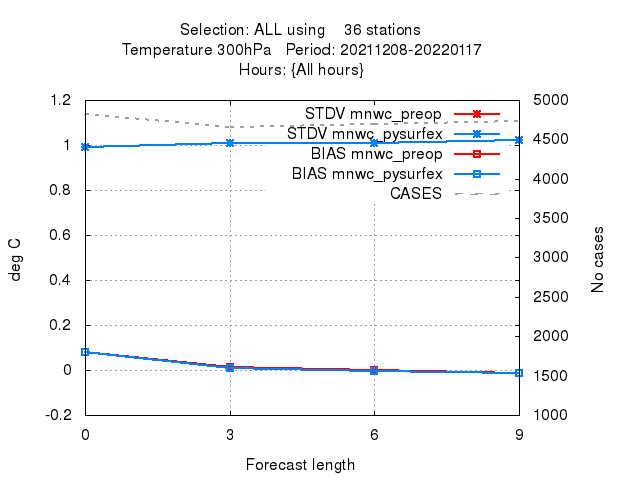 Selection: ALL using    36 stations
Temperature 300hPa   Period: 20211208-20220117
Hours: {All hours}
1.2
1
0.8
0.6
0.4
0.2
0
-0.2
deg C
STDV mnwc_preop
STDV mnwc_pysurfex
BIAS mnwc_preop
BIAS mnwc_pysurfex
CASES
5000
4500
4000
3500
3000
2500
2000
1500
1000
No cases
0 3 6 9
Forecast length